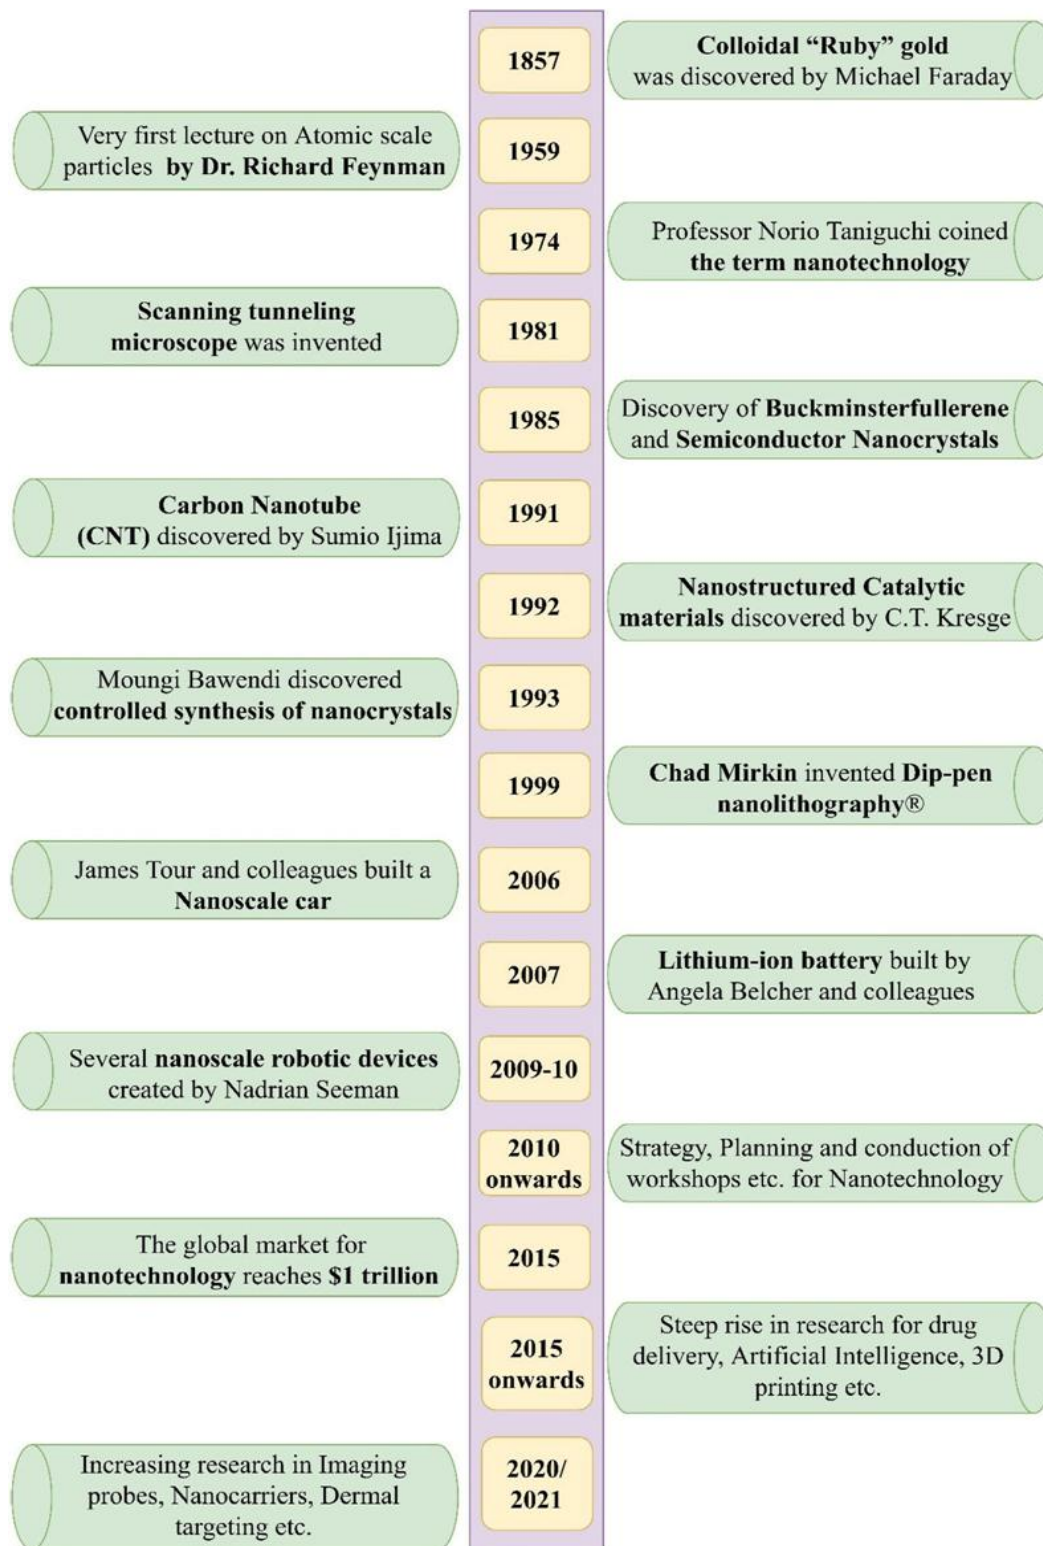 1857
Colloidal “Ruby” gold
was discovered by Michael Faraday
Very first lecture on Atomic scale
particles by Dr. Richard Feynman
1959
1974
Professor Norio Taniguchi coined
the term nanotechnology
Scanning tunneling
microscope was invented
1981
1985
Discovery of Buckminsterfullerene
and Semiconductor Nanocrystals
Carbon Nanotube
(CNT) discovered by Sumio Ijima
1991
1992
Nanostructured Catalytic
materials discovered by C.T. Kresge
Moungi Bawendi discovered
controlled synthesis of nanocrystals
1993
1999
Chad Mirkin invented Dip-pen
nanolithography®
James Tour and colleagues built a
Nanoscale car
2006
2007
Lithium-ion battery built by
Angela Belcher and colleagues
Several nanoscale robotic devices
created by Nadrian Seeman
2009-10
2010
onwards
Strategy, Planning and conduction of
workshops etc. for Nanotechnology
The global market for
nanotechnology reaches $1 trillion
2015
2015
onwards
Steep rise in research for drug
delivery, Artificial Intelligence, 3D
printing etc.
Increasing research in Imaging
probes, Nanocarriers, Dermal
targeting etc.
2020/
2021